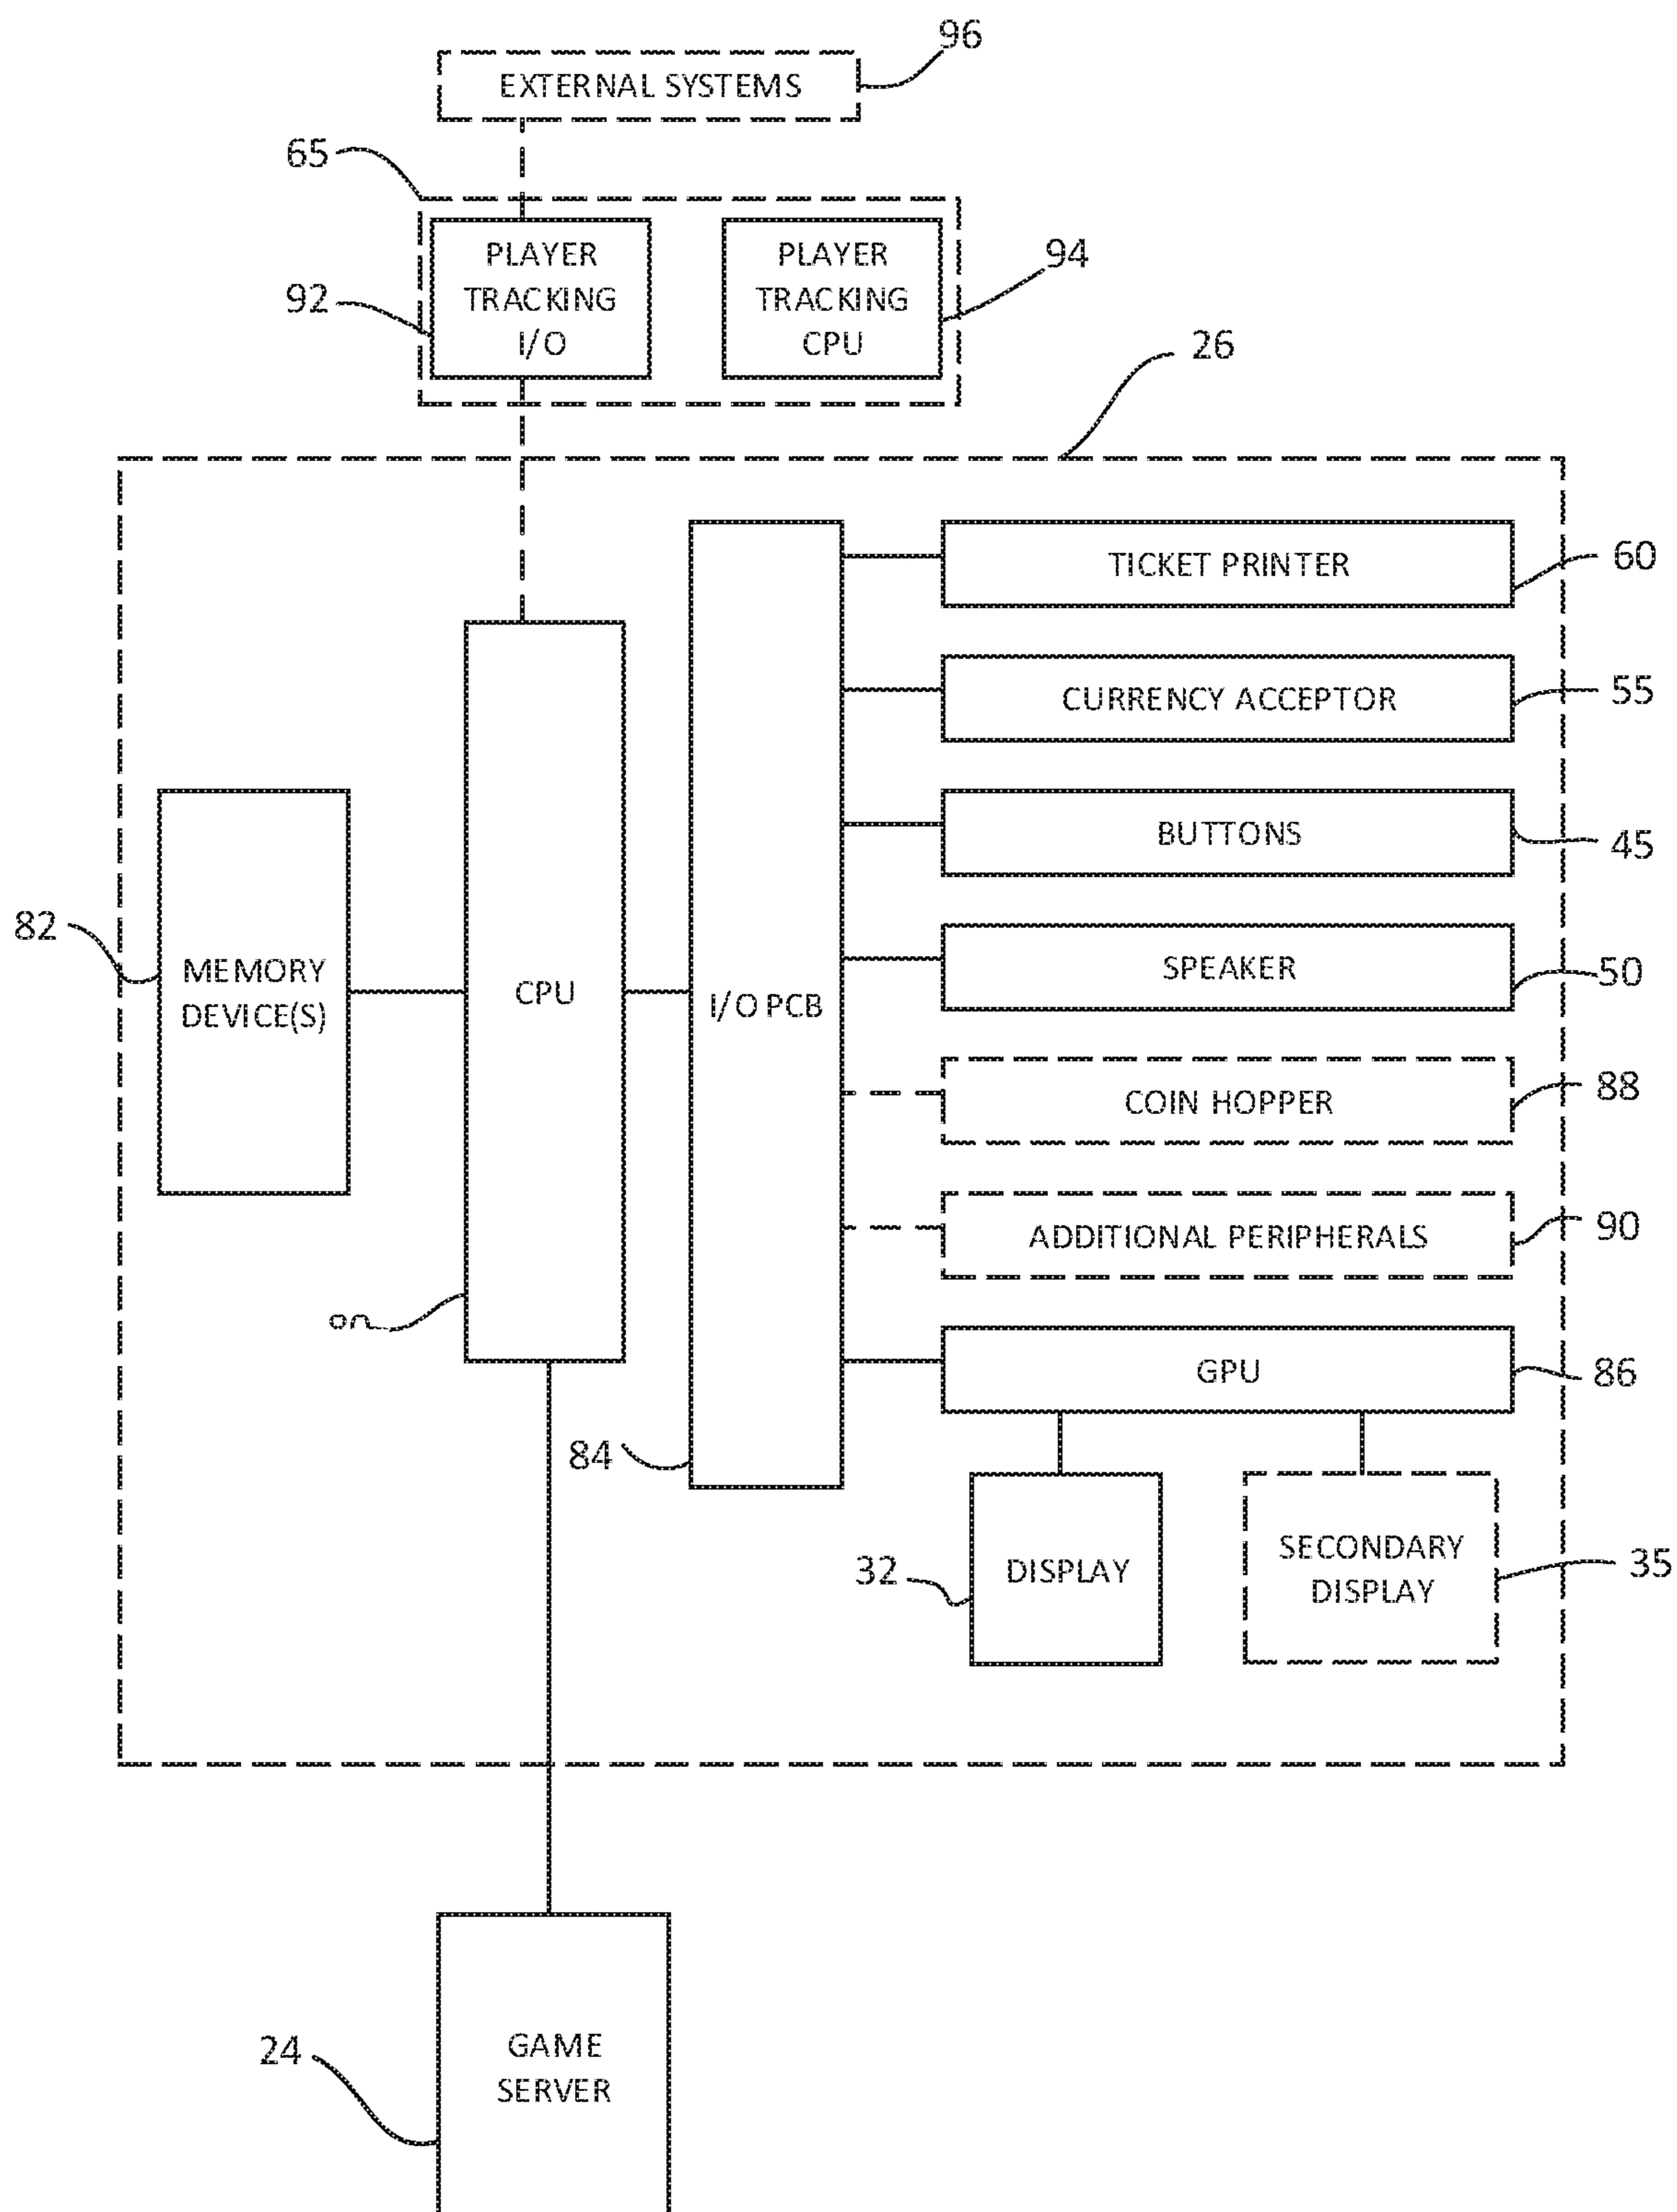 96
EXTERNAL SYSTEMS
65
PLAYER
TRACKING
I/O
PLAYER
TRACKING
CPU
94
92
26
TICKET PRINTER
60
CURRENCY ACCEPTOR
55
BUTTONS
45
82
MEMORY
DEVICE(S)
CPU
I/O PCB
SPEAKER
50
COIN HOPPER
88
ADDITIONAL PERIPHERALS
90
GPU
86
84
32
DISPLAY
SECONDARY
DISPLAY
35
24
GAME
SERVER